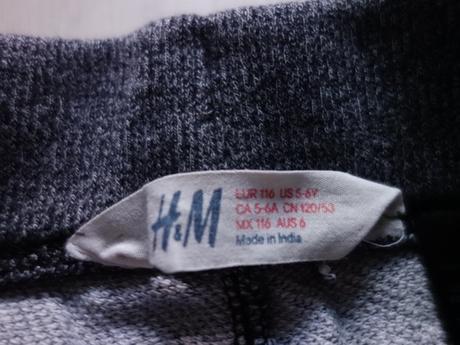 H&M
EUR 116 US 5-6Y
CA 5-6A CN 120/53
MX 116 AUS 6
Made in India